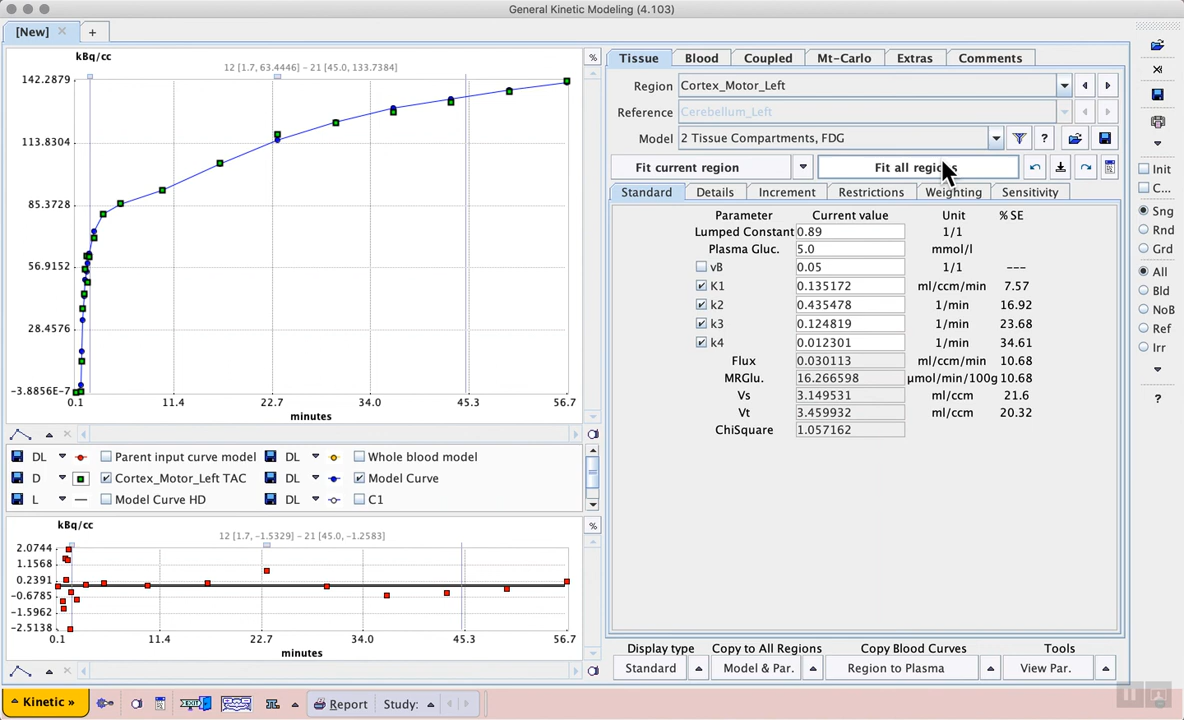 General Kinetic Modeling (4.103)
[New]
+
kBq/cc
12 [1.7, 63.4446] – 21 [45.0, 133.7384]
%
142.2879
113.8304
85.3728
56.9152
28.4576
-3.8856E-7
0.1 11.4 22.7 34.0 45.3 56.7
minutes
DL Parent input curve model DL Whole blood model
D Cortex_Motor_Left TAC DL Model Curve
L Model Curve HD DL C1
kBq/cc
12 [1.7, -1.5329] – 21 [45.0, -1.2583]
%
2.0744
1.1568
0.2391
-0.6785
-1.5962
-2.5138
0.1 11.4 22.7 34.0 45.3 56.7
minutes
Tissue Blood Coupled Mt-Carlo Extras Comments
Region Cortex_Motor_Left
Reference Cerebellum_Left
Model 2 Tissue Compartments, FDG ?
Fit current region Fit all regions
Standard Details Increment Restrictions Weighting Sensitivity
Parameter Current value Unit % SE
Lumped Constant 0.89 1/1
Plasma Gluc. 5.0 mmol/l
vB 0.05 1/1 ---
K1 0.135172 ml/ccm/min 7.57
k2 0.435478 1/min 16.92
k3 0.124819 1/min 23.68
k4 0.012301 1/min 34.61
Flux 0.030113 ml/ccm/min 10.68
MRGlu. 16.266598 µmol/min/100g 10.68
Vs 3.149531 ml/ccm 21.6
Vt 3.459932 ml/ccm 20.32
ChiSquare 1.057162
Display type Copy to All Regions Copy Blood Curves Tools
Standard Model & Par. Region to Plasma View Par.
Init
C...
Sng
Rnd
Grd
All
Bld
NoB
Ref
Irr
?
Kinetic » Report Study: